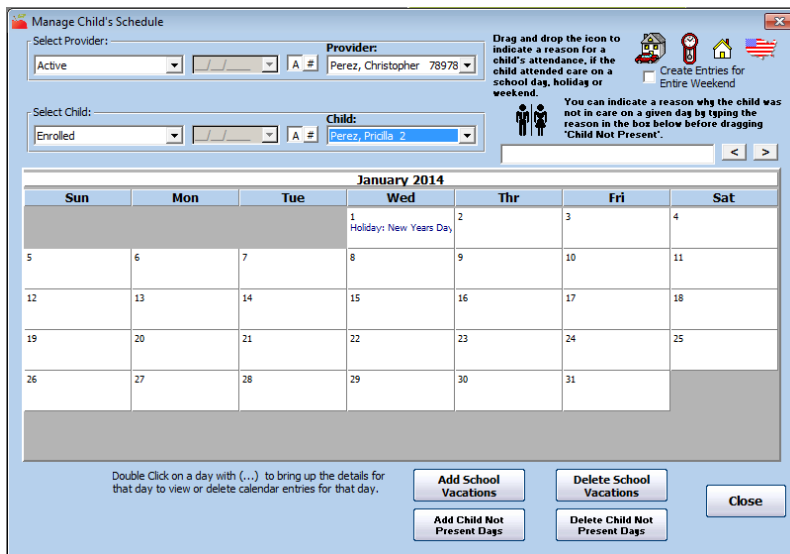 Manage Child's Schedule
Select Provider:
Active
_/_/___
A #
Provider:
Perez, Christopher 78978
Drag and drop the icon to
indicate a reason for a
child's attendance, if the
child attended care on a
school day, holiday or
weekend.
Create Entries for
Entire Weekend
Select Child:
Enrolled
_/_/___
A #
Child:
Perez, Pricilla 2
You can indicate a reason why the child was
not in care on a given day by typing the
reason in the box below before dragging
'Child Not Present'.
< >
January 2014
Sun Mon Tue Wed Thr Fri Sat
1 2 3 4
Holiday: New Years Day
5 6 7 8 9 10 11
12 13 14 15 16 17 18
19 20 21 22 23 24 25
26 27 28 29 30 31
Double Click on a day with (...) to bring up the details for
that day to view or delete calendar entries for that day.
Add School
Vacations
Delete School
Vacations
Add Child Not
Present Days
Delete Child Not
Present Days
Close